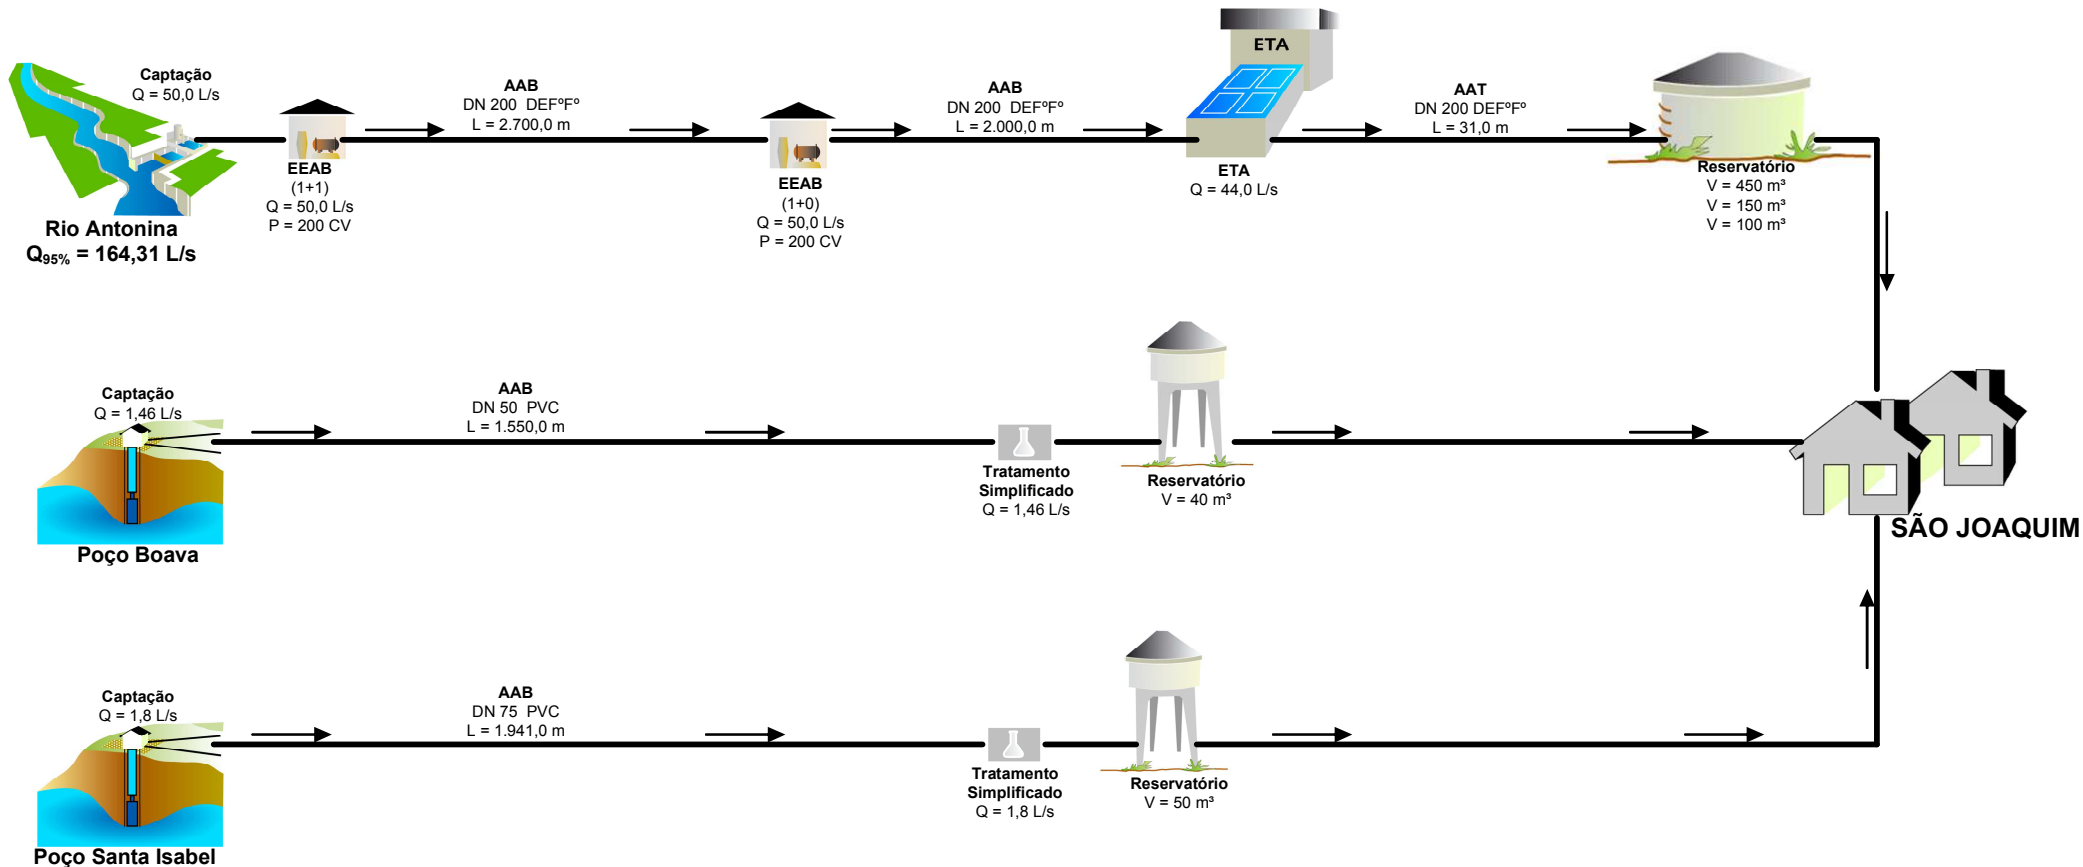 Captação
Q = 50,0 L/s
Rio Antonina
Q95% = 164,31 L/s
EEAB
(1+1)
Q = 50,0 L/s
P = 200 CV
AAB
DN 200 DEFºFº
L = 2.700,0 m
EEAB
(1+0)
Q = 50,0 L/s
P = 200 CV
AAB
DN 200 DEFºFº
L = 2.000,0 m
ETA
ETA
Q = 44,0 L/s
AAT
DN 200 DEFºFº
L = 31,0 m
Reservatório
V = 450 m³
V = 150 m³
V = 100 m³
Captação
Q = 1,46 L/s
Poço Boava
AAB
DN 50 PVC
L = 1.550,0 m
Tratamento
Simplificado
Q = 1,46 L/s
Reservatório
V = 40 m³
SÃO JOAQUIM
Captação
Q = 1,8 L/s
Poço Santa Isabel
AAB
DN 75 PVC
L = 1.941,0 m
Tratamento
Simplificado
Q = 1,8 L/s
Reservatório
V = 50 m³